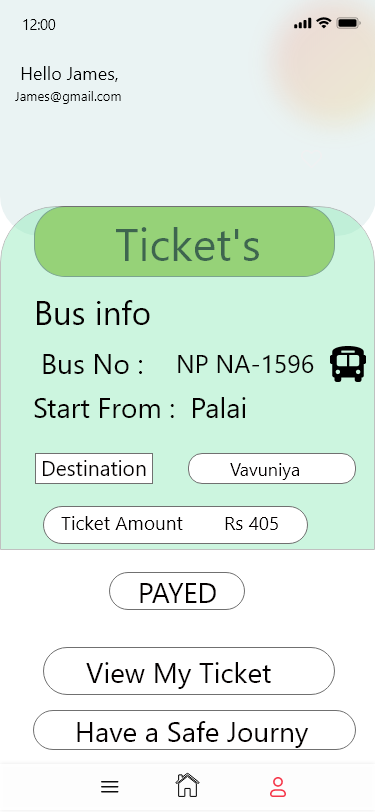 12:00
Hello James,
James@gmail.com
Ticket's
Bus info
Bus No : NP NA-1596
Start From : Palai
Destination Vavuniya
Ticket Amount Rs 405
PAYED
View My Ticket
Have a Safe Journy